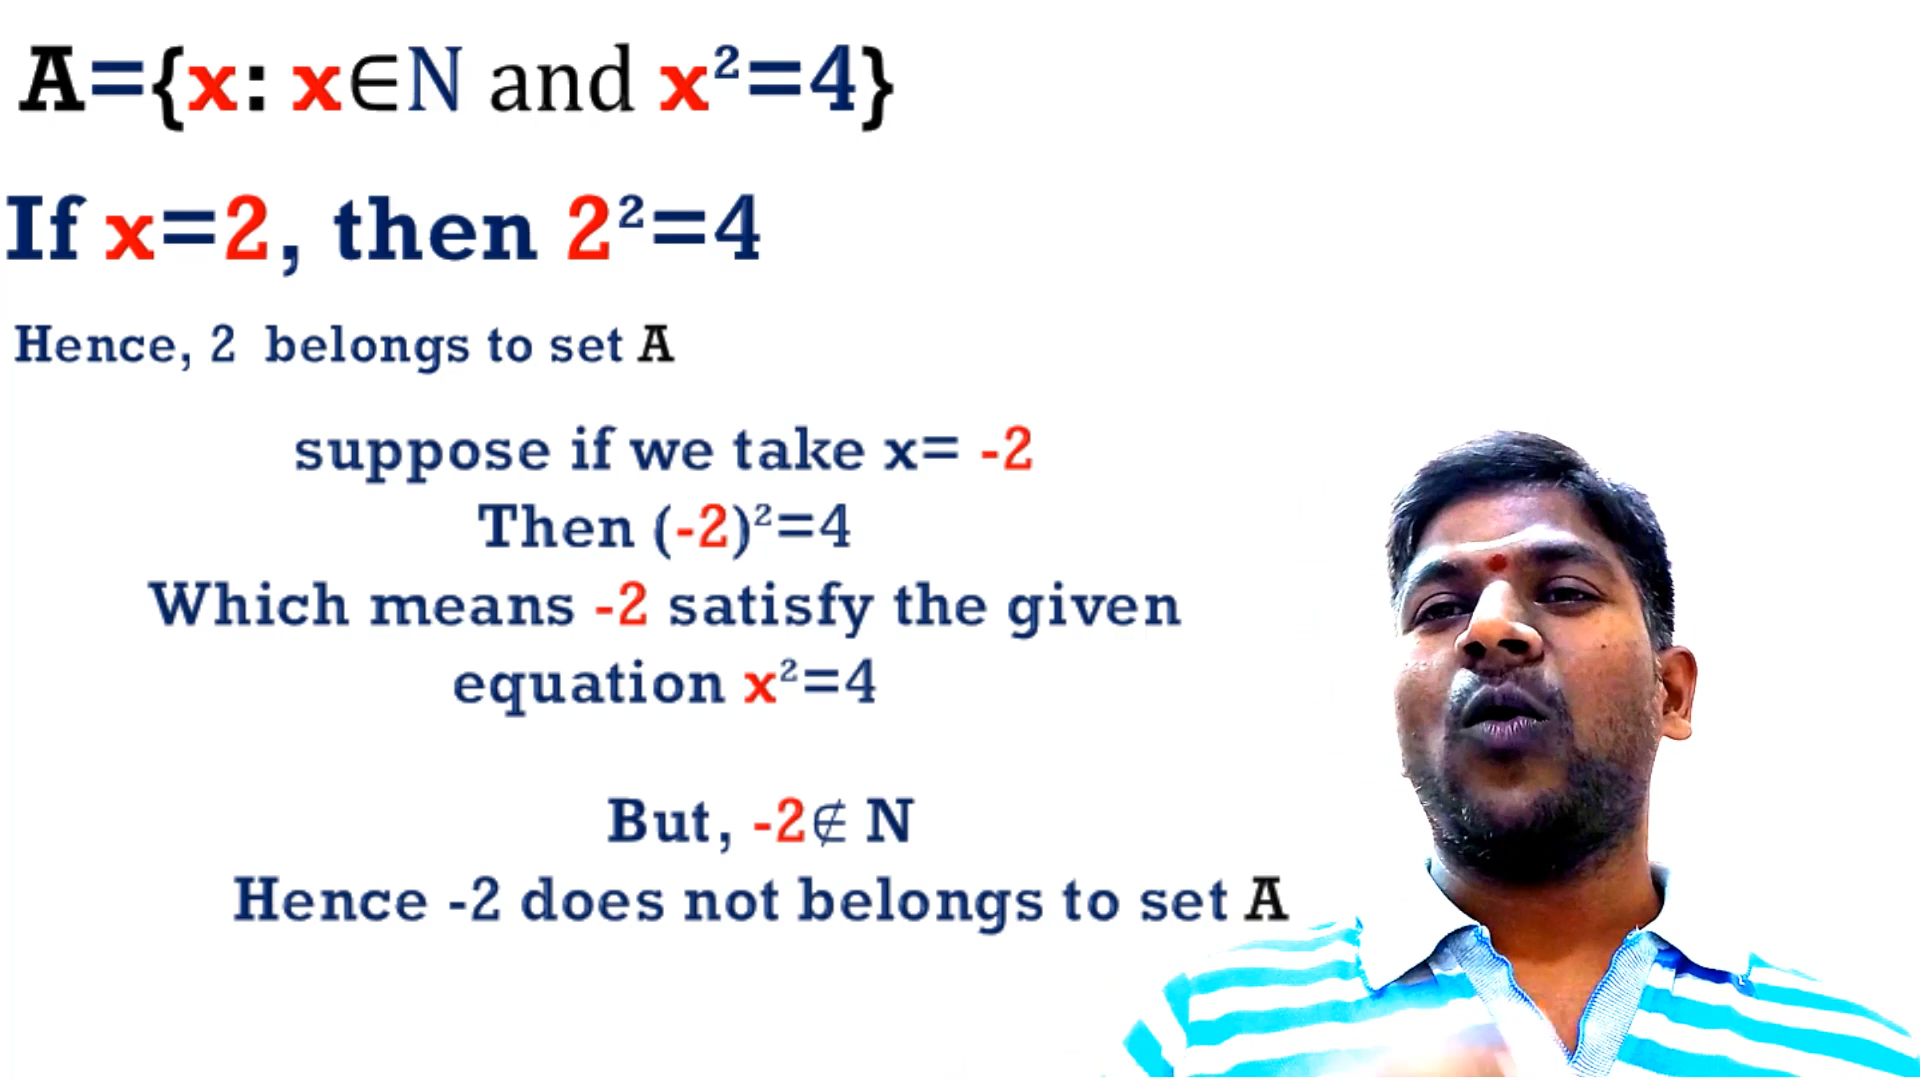 A={x: x∈N and x²=4}
If x=2, then 2²=4
Hence, 2 belongs to set A
suppose if we take x= -2
Then (-2)²=4
Which means -2 satisfy the given
equation x²=4
But, -2∉ N
Hence -2 does not belongs to set A